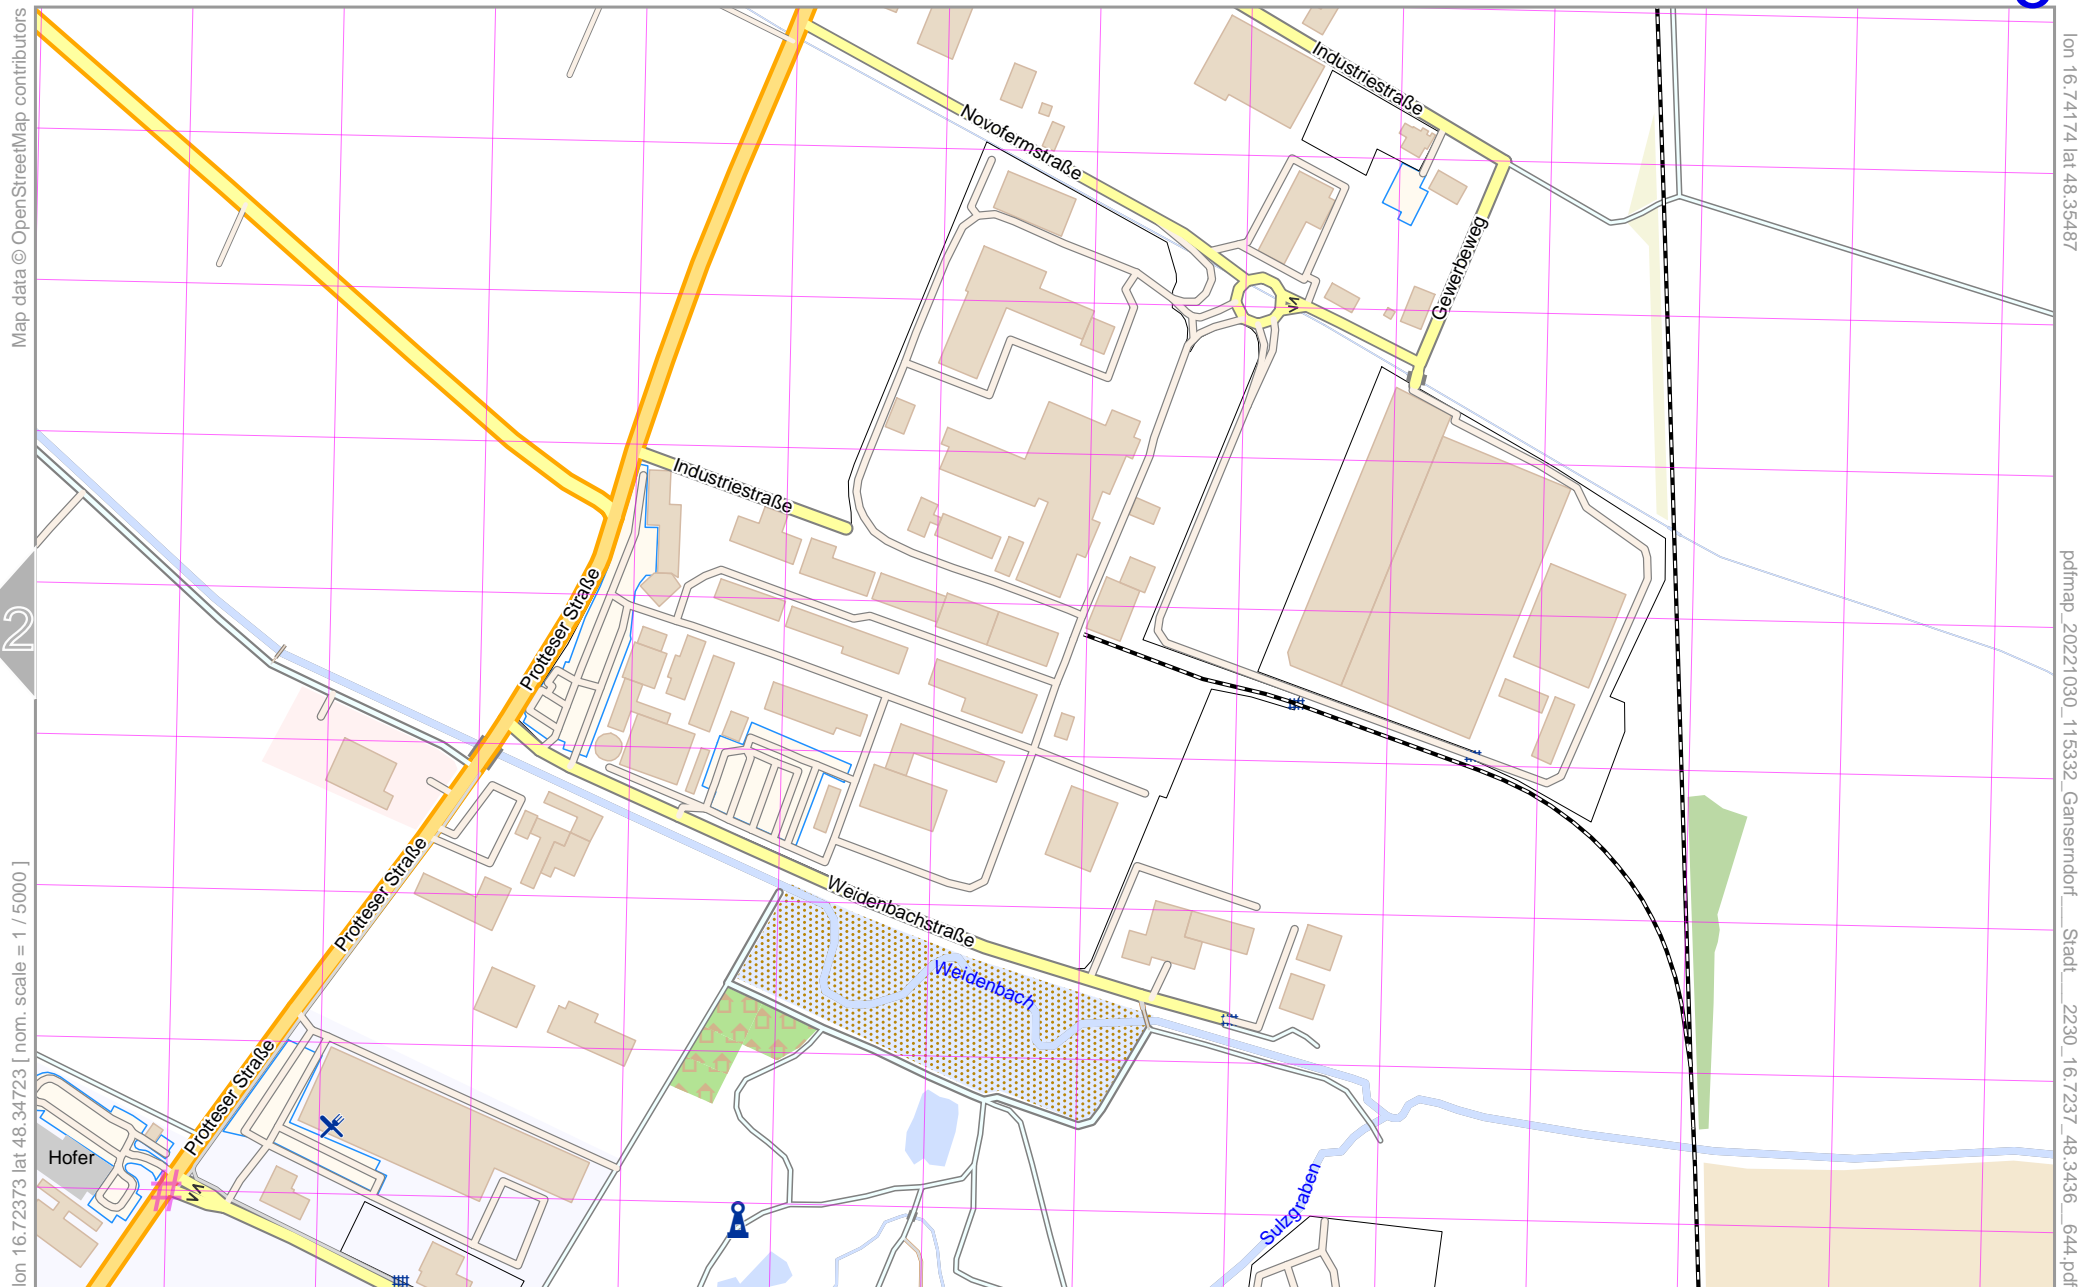 Map data © OpenStreetMap contributors
lon 16.74174 lat 48.35487
Industriestraße
Novofermstraße
Gewerbeweg
Industriestraße
Protteser Straße
2
pdfmap_20221030_115332_Ganserndorf__Stadt___2230_16.7237_48.3436__644.pdf
Protteser Straße
Weidenbachstraße
Weidenbach
Protteser Straße
Hofer
Sulzgraben
lon 16.72373 lat 48.34723 [ nom. scale = 1 / 5000 ]